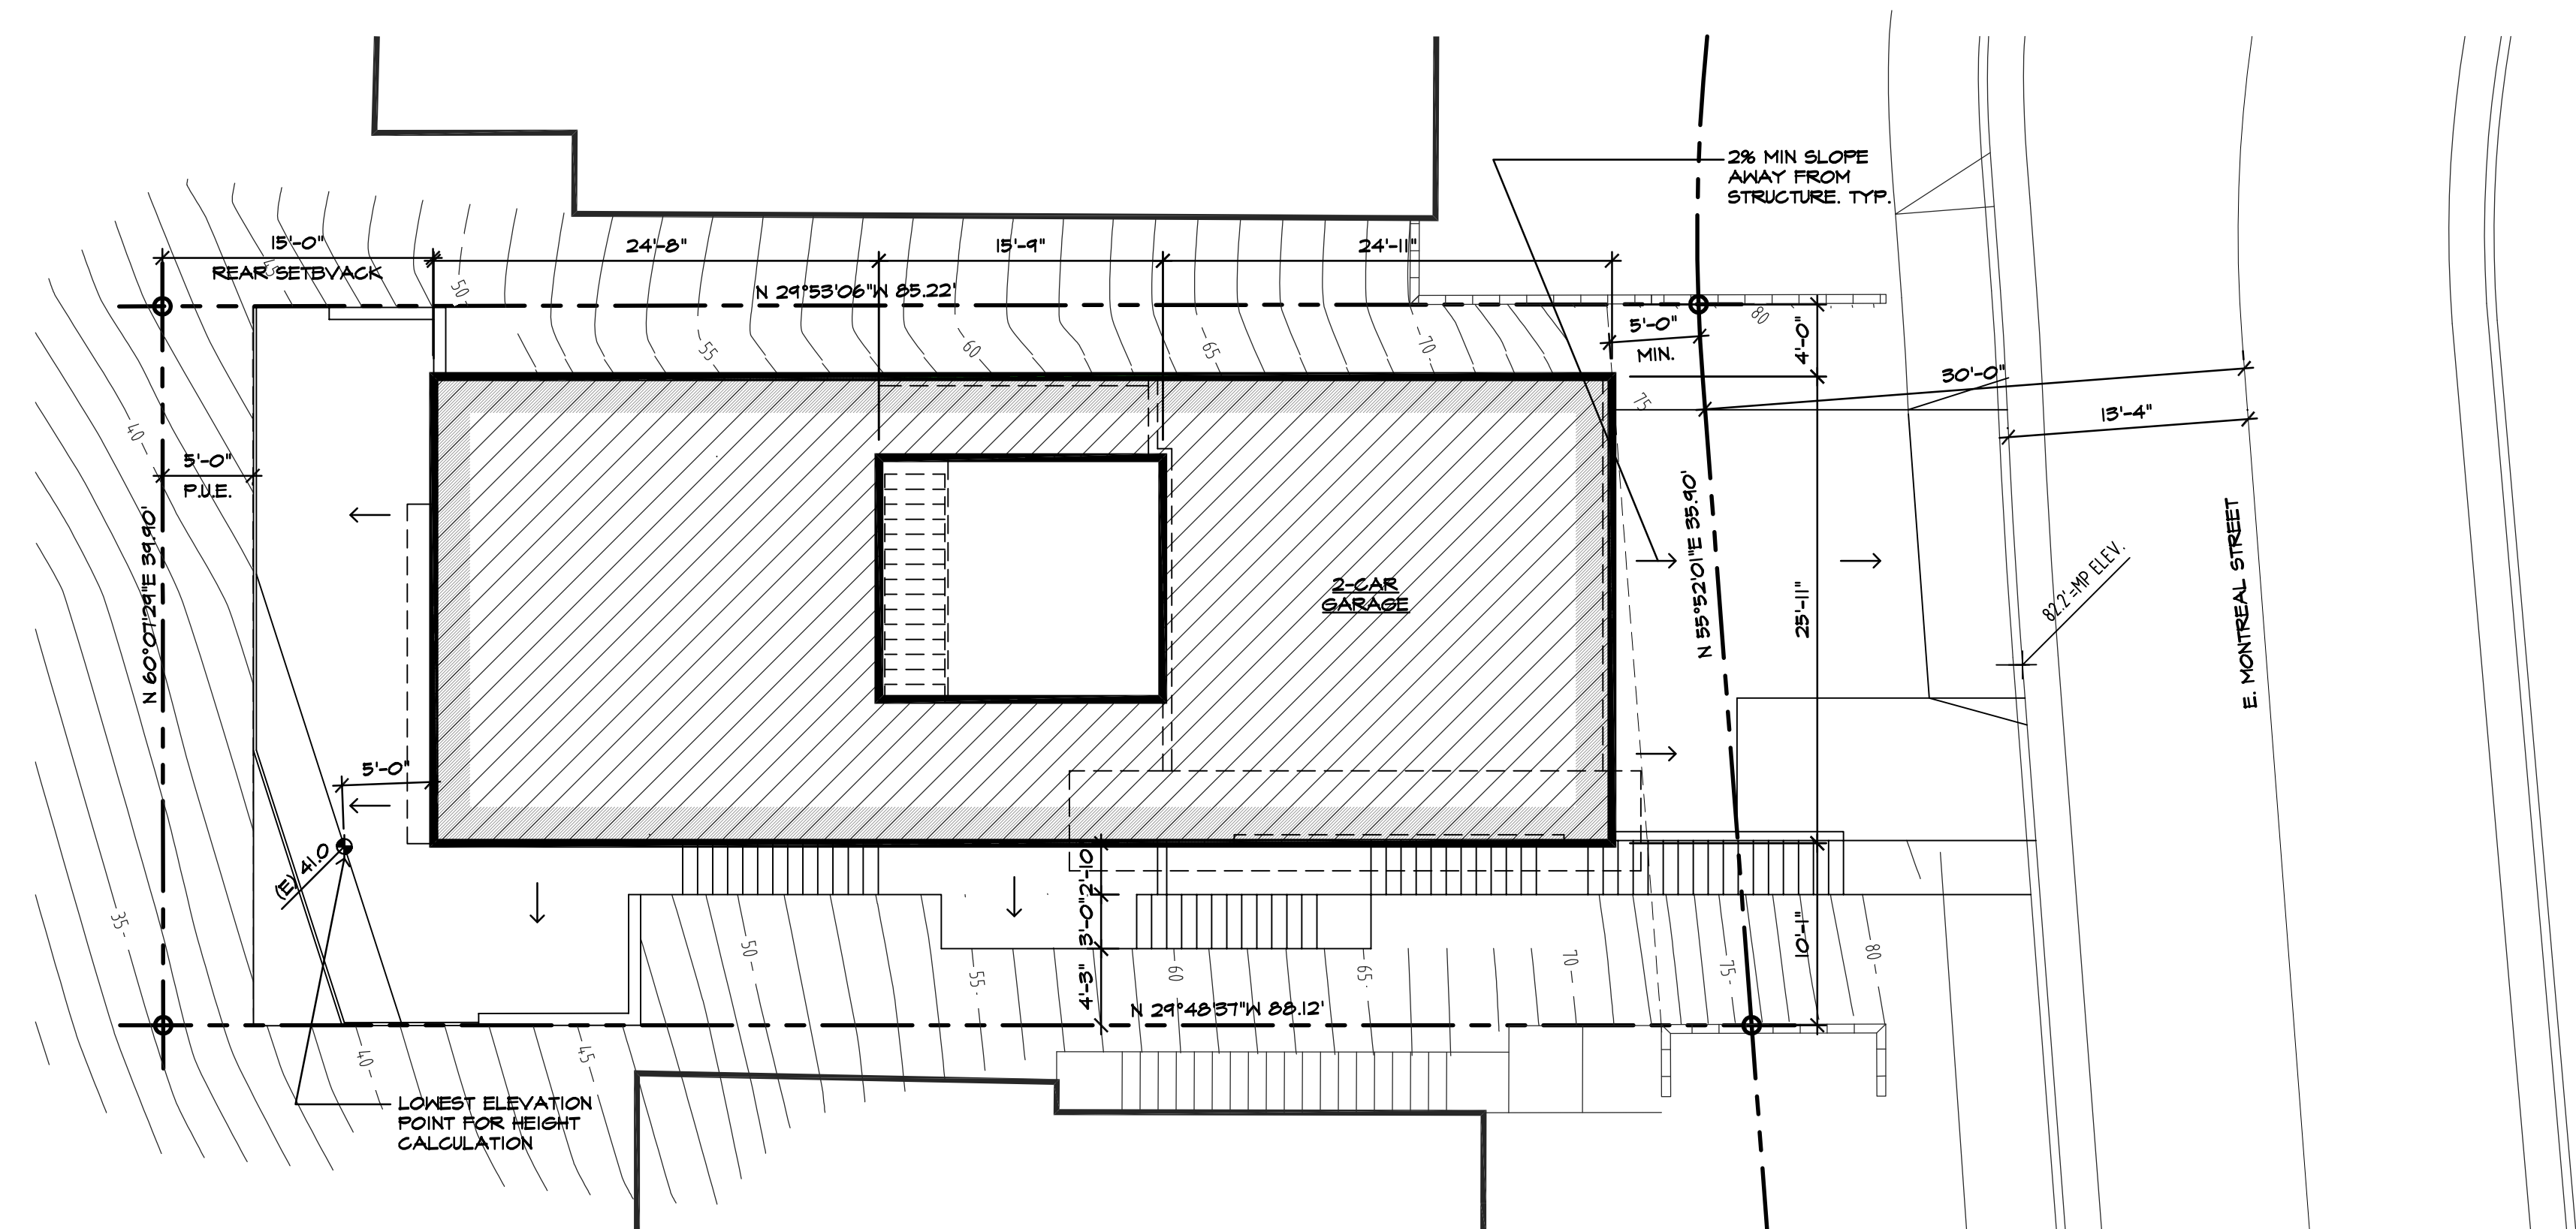 2% MIN SLOPE
AWAY FROM
STRUCTURE. TYP.
15'-0"
REAR SETBVACK
24'-8"
15'-9"
24'-11"
N 29°53'06"W 85.22'
45
50
55
60
65
70
75
80
5'-0"
MIN.
4'-0"
30'-0"
13'-4"
40
5'-0"
P.U.E.
N 60°07'29"E 39.90'
N 55°52'01"E 35.90'
2-CAR
GARAGE
25'-11"
82.2'=MP ELEV.
E. MONTREAL STREET
5'-0"
(E) 41.0
35
2'-10"
3'-0"
4'-3"
10'-1"
50
55
60
65
70
75
80
N 29°48'37"W 88.12'
40
45
LOWEST ELEVATION
POINT FOR HEIGHT
CALCULATION